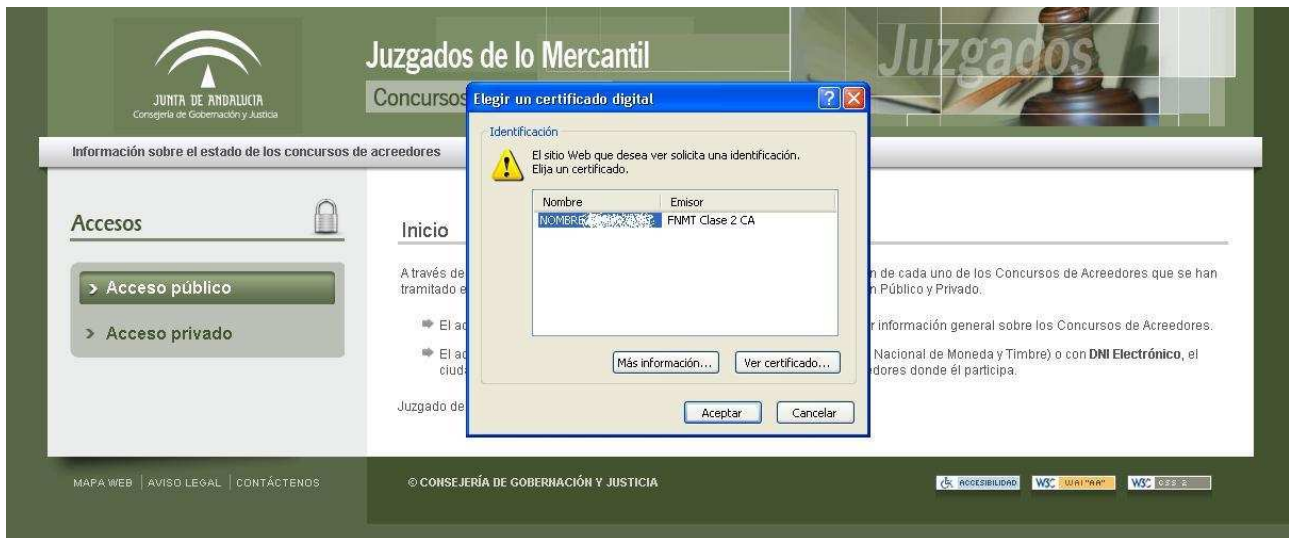 JUNTA DE ANDALUCIA
Consejería de Gobernación y Justicia
Juzgados de lo Mercantil
Juzgados
Concursos
Información sobre el estado de los concursos de acreedores
Elegir un certificado digital
Identificación
El sitio Web que desea ver solicita una identificación.
Elija un certificado.
Nombre Emisor
NOMBRE FNMT Clase 2 CA
Más información... Ver certificado...
Aceptar Cancelar
Accesos
> Acceso público
> Acceso privado
Inicio
A través de n de cada uno de los Concursos de Acreedores que se han
tramitado e n Público y Privado.
El ac r información general sobre los Concursos de Acreedores.
El ac Nacional de Moneda y Timbre) o con DNI Electrónico, el
ciuda edores donde él participa.
Juzgado de
MAPA WEB | AVISO LEGAL | CONTÁCTENOS
© CONSEJERÍA DE GOBERNACIÓN Y JUSTICIA
ACCESIBILIDAD W3C WAI"AA" W3C CSS 2